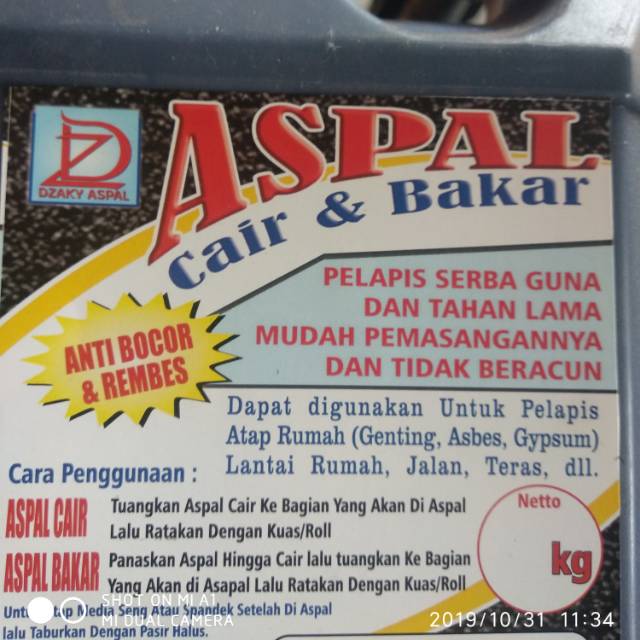 DZ
DZAKY ASPAL
ASPAL
Cair & Bakar
PELAPIS SERBA GUNA
DAN TAHAN LAMA
MUDAH PEMASANGANNYA
DAN TIDAK BERACUN
ANTI BOCOR
& REMBES
Dapat digunakan Untuk Pelapis
Atap Rumah (Genting, Asbes, Gypsum)
Lantai Rumah, Jalan, Teras, dll.
Cara Penggunaan :
ASPAL CAIR
Tuangkan Aspal Cair Ke Bagian Yang Akan Di Aspal
Lalu Ratakan Dengan Kuas/Roll
ASPAL BAKAR
Panaskan Aspal Hingga Cair lalu tuangkan Ke Bagian
Yang Akan di Asapal Lalu Ratakan Dengan Kuas/Roll
Netto
kg
Media Seng Atau Spandek Setelah Di Aspal
lalu Taburkan Dengan Pasir Halus.
SHOT ON MI A1
MI DUAL CAMERA
2019/10/31 11:34